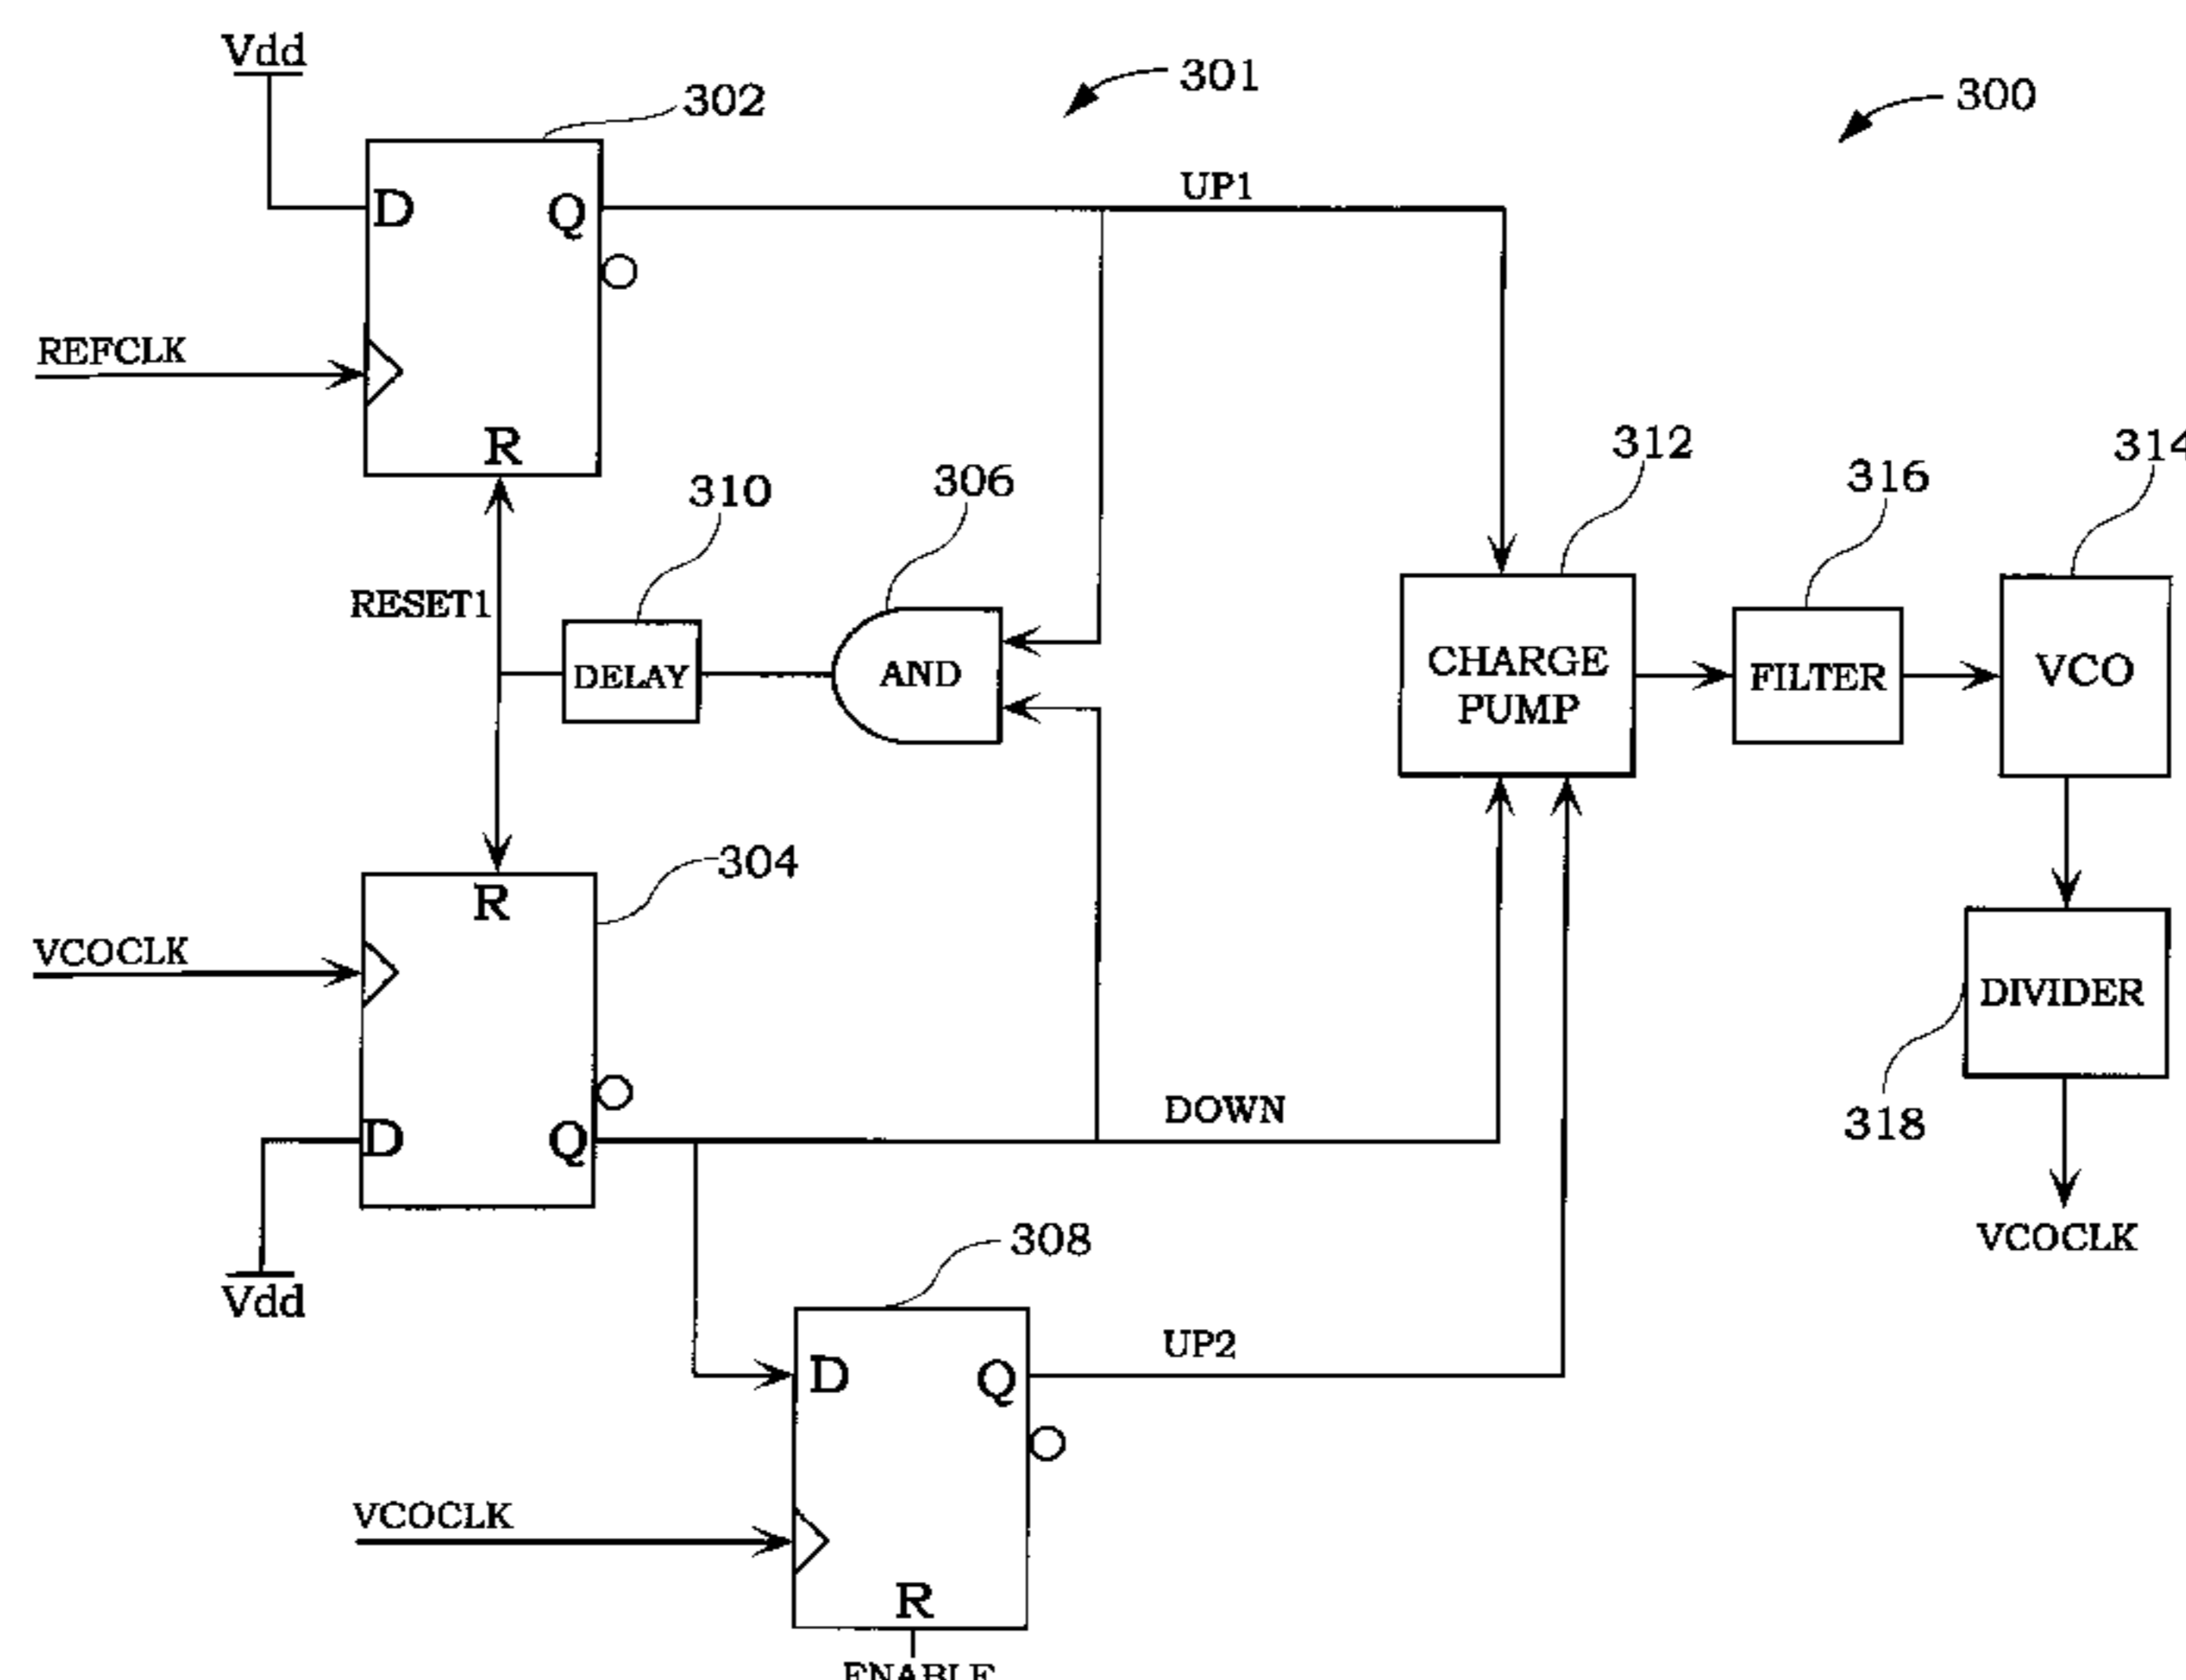 Vdd
302
301
300
D
Q
UP1
REFCLK
R
310
306
312
316
314
RESET1
DELAY
AND
CHARGE
PUMP
FILTER
VCO
304
R
VCOCLK
DIVIDER
D
Q
DOWN
318
Vdd
308
VCOCLK
D
Q
UP2
VCOCLK
R
ENABLE